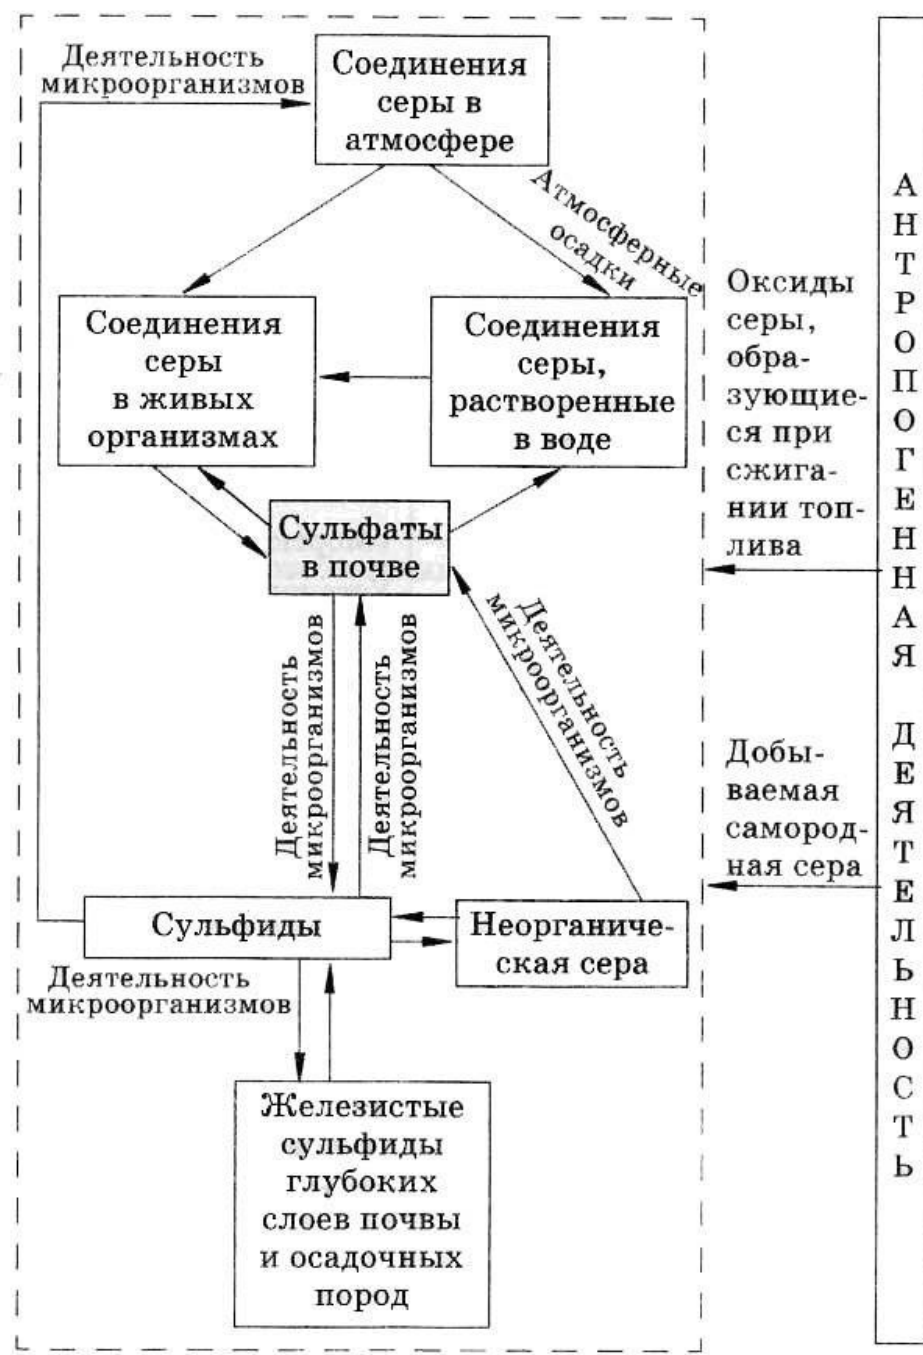 Деятельность
микроорганизмов
Соединения
серы в
атмосфере
Атмосферные
осадки
Соединения
серы
в живых
организмах
Соединения
серы,
растворенные
в воде
Оксиды
серы,
обра-
зующие-
ся при
сжига-
нии топ-
лива
Сульфаты
в почве
Деятельность
микроорганизмов
Деятельность
микроорганизмов
Деятельность
микроорганизмов
Добы-
ваемая
самород-
ная сера
Сульфиды
Неорганиче-
ская сера
Деятельность
микроорганизмов
Железистые
сульфиды
глубоких
слоев почвы
и осадочных
пород
АНТРОПОГЕННАЯ ДЕЯТЕЛЬНОСТЬ